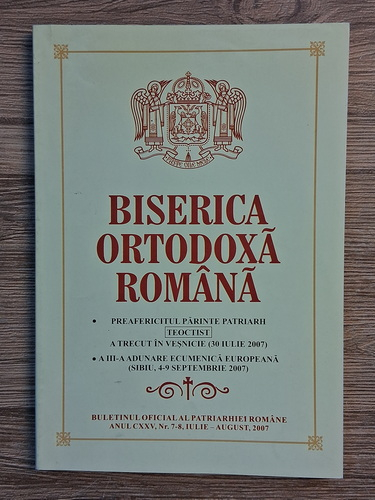 BISERICA
ORTODOXĂ
ROMÂNĂ
• PREAFERICITUL PĂRINTE PATRIARH
TEOCTIST
A TRECUT ÎN VEȘNICIE (30 IULIE 2007)
• A III-A ADUNARE ECUMENICĂ EUROPEANĂ
(SIBIU, 4-9 SEPTEMBRIE 2007)
BULETINUL OFICIAL AL PATRIARHIEI ROMÂNE
ANUL CXXV, Nr. 7-8, IULIE – AUGUST, 2007